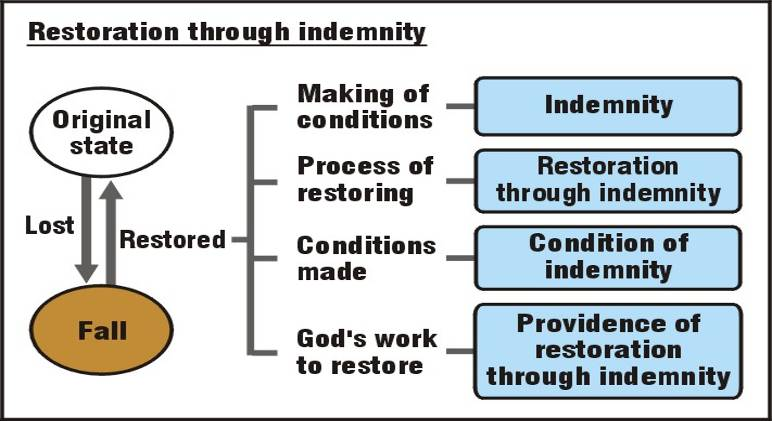 Restoration through indemnity
Original
state
Lost
Restored
Fall
Making of
conditions
Indemnity
Process of
restoring
Restoration
through indemnity
Conditions
made
Condition of
indemnity
God's work
to restore
Providence of
restoration
through indemnity